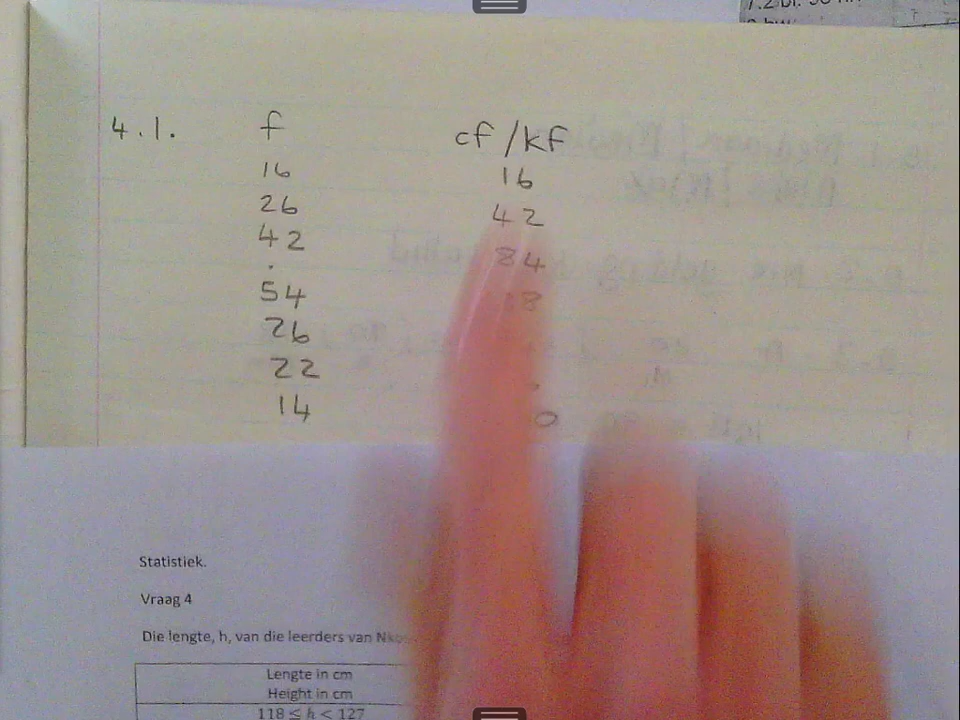 4.1. f cf/kf
16 16
26 42
42 84
54
26
22
14
Statistiek.
Vraag 4
Die lengte, h, van die leerders van
Lengte in cm
Height in cm
118 ≤ h < 127